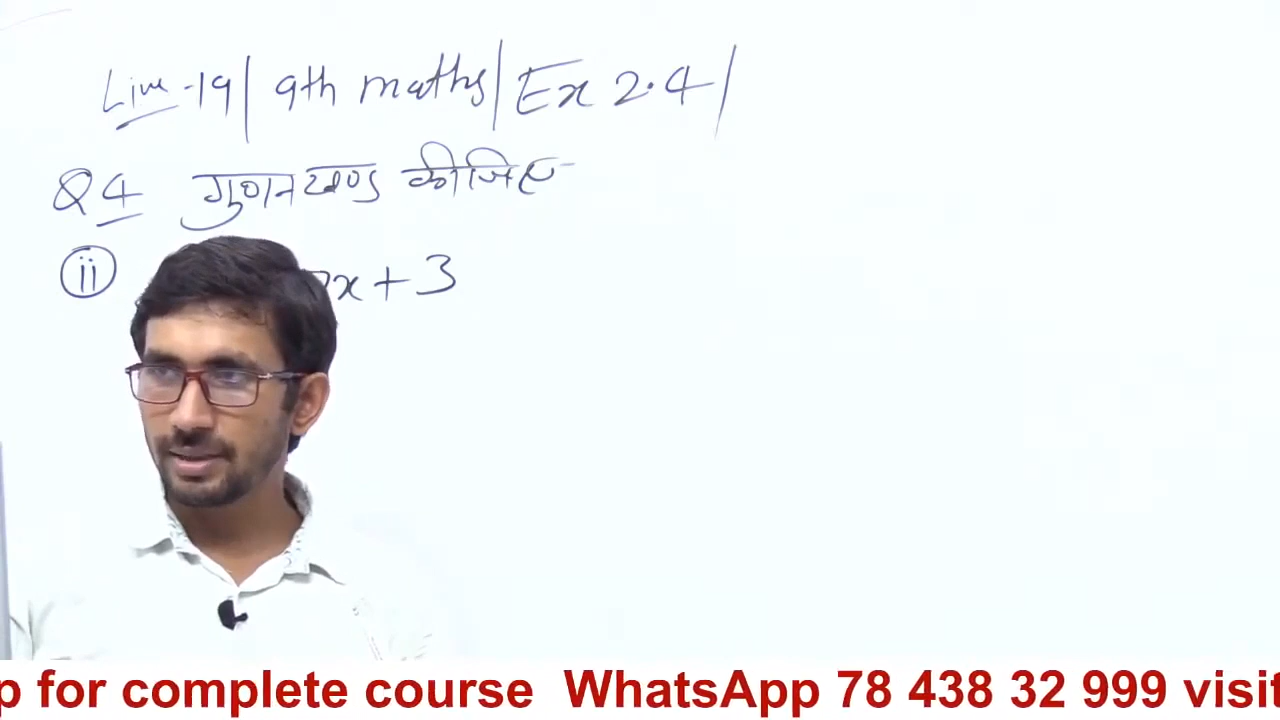 Live-19| 9th maths| Ex 2.4|
Q4 गुणनखण्ड कीजिए
ii x + 3
p for complete course WhatsApp 78 438 32 999 visit